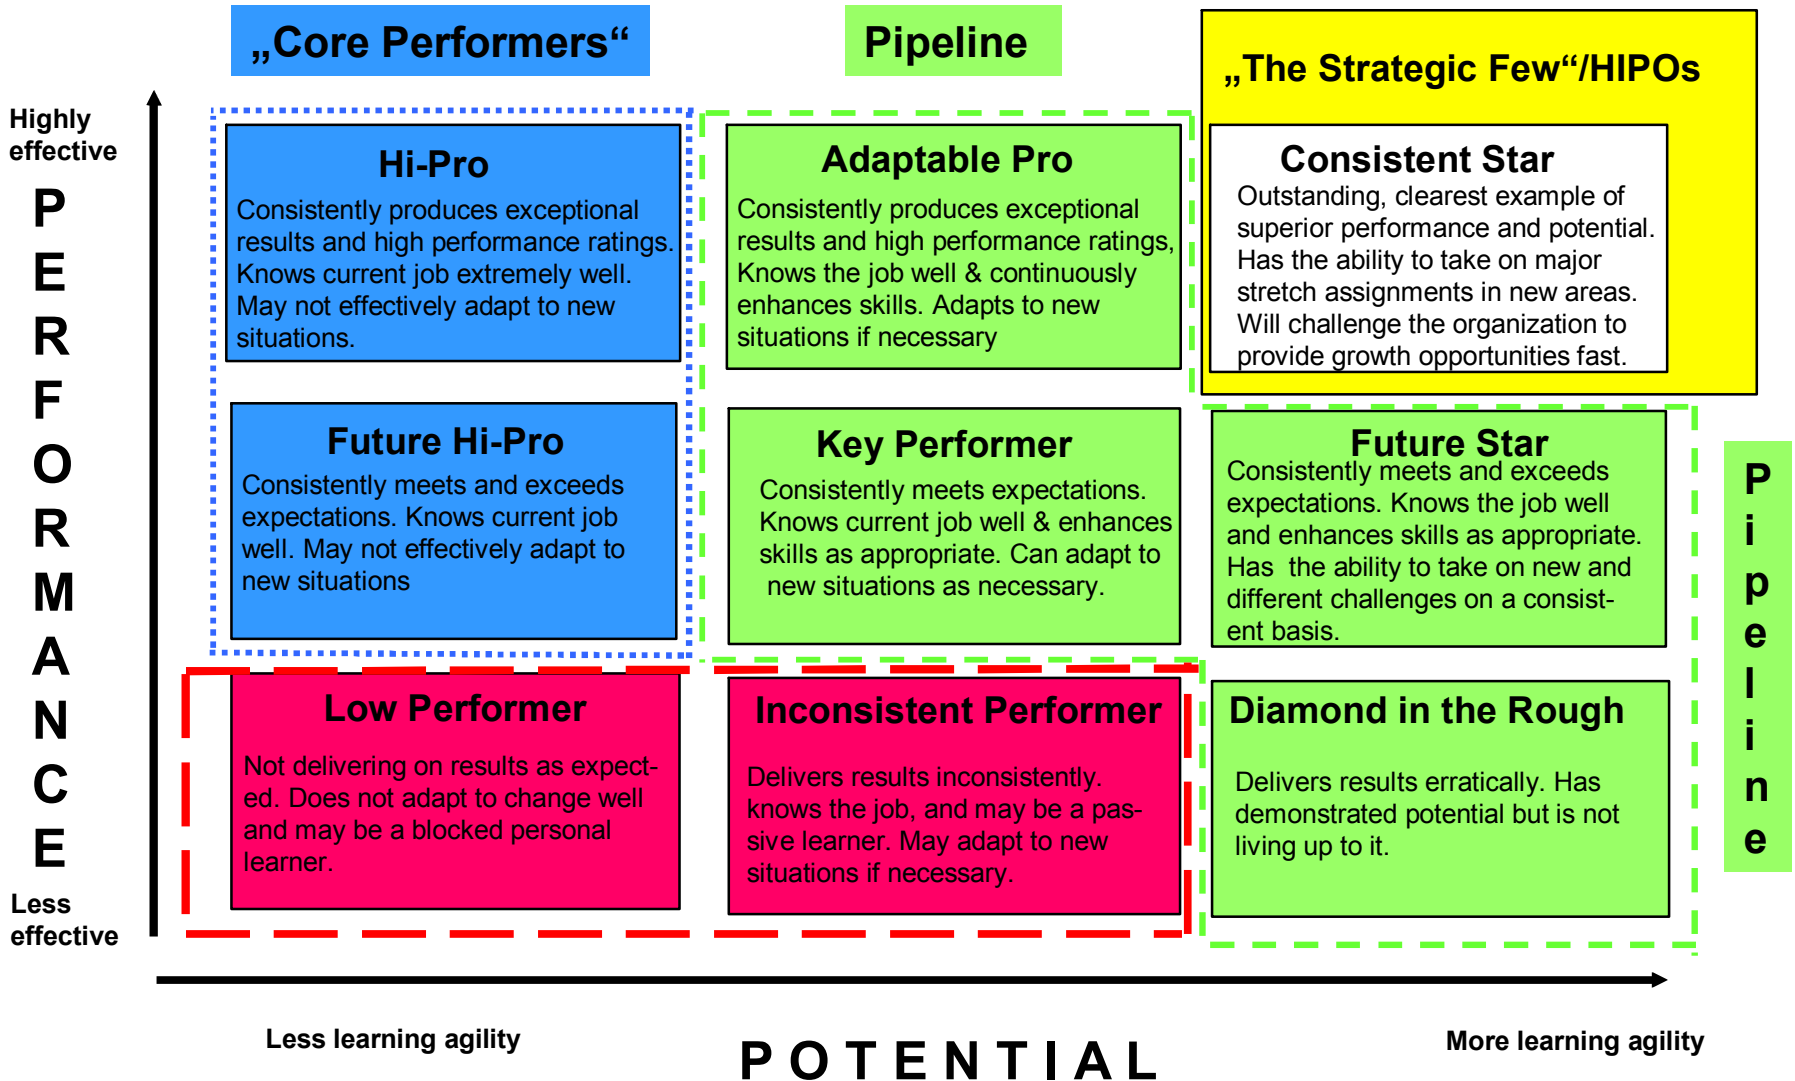 „Core Performers“
Pipeline
„The Strategic Few“/HIPOs
Highly
effective
PERFORMANCE
Less
effective
Hi-Pro
Consistently produces exceptional
results and high performance ratings.
Knows current job extremely well.
May not effectively adapt to new
situations.
Adaptable Pro
Consistently produces exceptional
results and high performance ratings,
Knows the job well & continuously
enhances skills. Adapts to new
situations if necessary
Consistent Star
Outstanding, clearest example of
superior performance and potential.
Has the ability to take on major
stretch assignments in new areas.
Will challenge the organization to
provide growth opportunities fast.
Future Hi-Pro
Consistently meets and exceeds
expectations. Knows current job
well. May not effectively adapt to
new situations
Key Performer
Consistently meets expectations.
Knows current job well & enhances
skills as appropriate. Can adapt to
new situations as necessary.
Future Star
Consistently meets and exceeds
expectations. Knows the job well
and enhances skills as appropriate.
Has the ability to take on new and
different challenges on a consist-
ent basis.
Pipeline
Low Performer
Not delivering on results as expect-
ed. Does not adapt to change well
and may be a blocked personal
learner.
Inconsistent Performer
Delivers results inconsistently.
knows the job, and may be a pas-
sive learner. May adapt to new
situations if necessary.
Diamond in the Rough
Delivers results erratically. Has
demonstrated potential but is not
living up to it.
Less learning agility
POTENTIAL
More learning agility